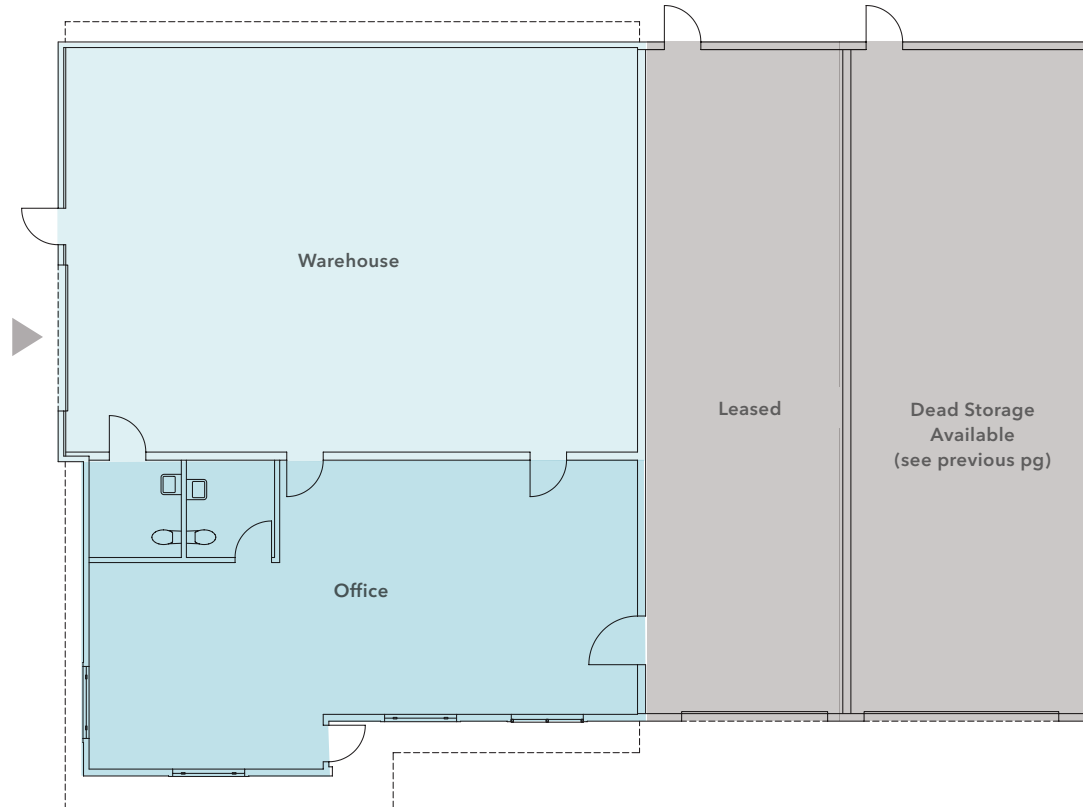 Warehouse
Leased
Dead Storage
Available
(see previous pg)
Office